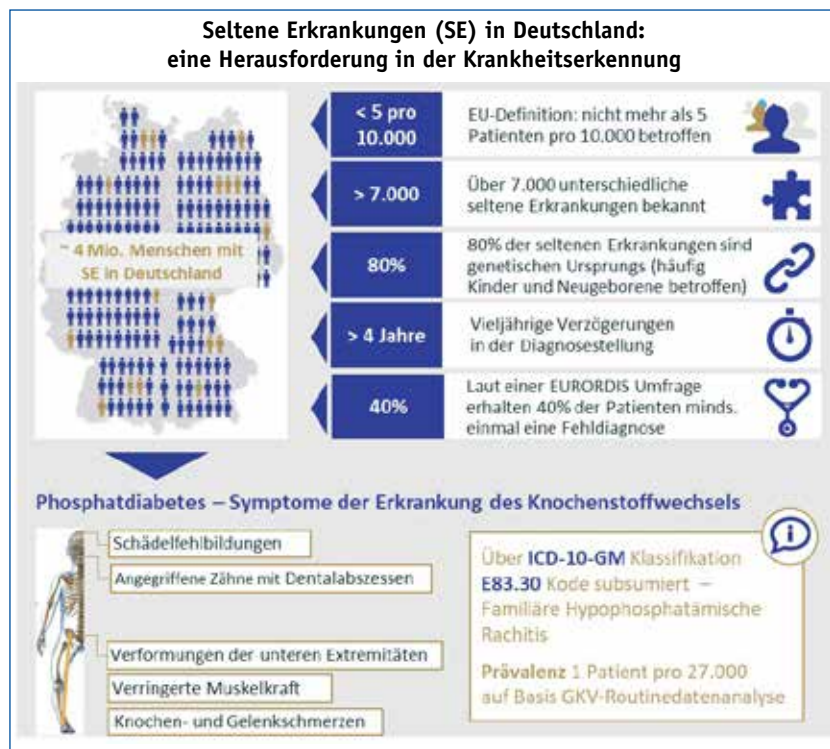 Seltene Erkrankungen (SE) in Deutschland:
eine Herausforderung in der Krankheitserkennung
~ 4 Mio. Menschen mit
SE in Deutschland
< 5 pro
10.000
EU-Definition: nicht mehr als 5
Patienten pro 10.000 betroffen
> 7.000
Über 7.000 unterschiedliche
seltene Erkrankungen bekannt
80%
80% der seltenen Erkrankungen sind
genetischen Ursprungs (häufig
Kinder und Neugeborene betroffen)
> 4 Jahre
Vieljährige Verzögerungen
in der Diagnosestellung
40%
Laut einer EURORDIS Umfrage
erhalten 40% der Patienten minds.
einmal eine Fehldiagnose
Phosphatdiabetes – Symptome der Erkrankung des Knochenstoffwechsels
Schädelfehlbildungen
Angegriffene Zähne mit Dentalabszessen
Verformungen der unteren Extremitäten
Verringerte Muskelkraft
Knochen- und Gelenkschmerzen
i
Über ICD-10-GM Klassifikation
E83.30 Kode subsumiert –
Familiäre Hypophosphatämische
Rachitis
Prävalenz 1 Patient pro 27.000
auf Basis GKV-Routinedatenanalyse